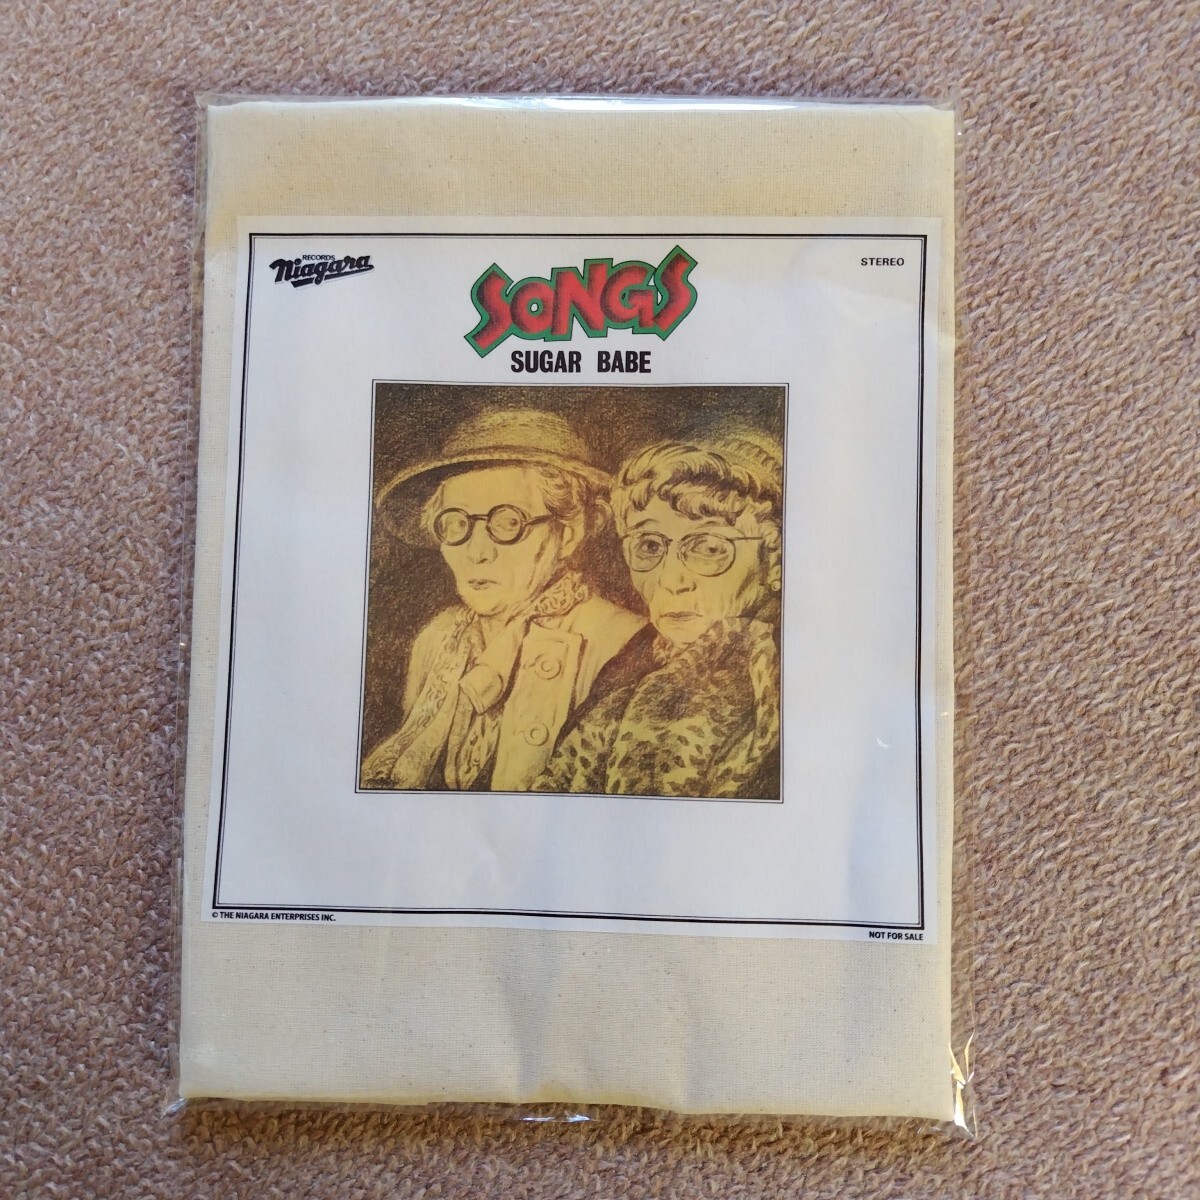 RECORDS
Niagara
STEREO
SONGS
SUGAR BABE
© THE NIAGARA ENTERPRISES INC.
NOT FOR SALE